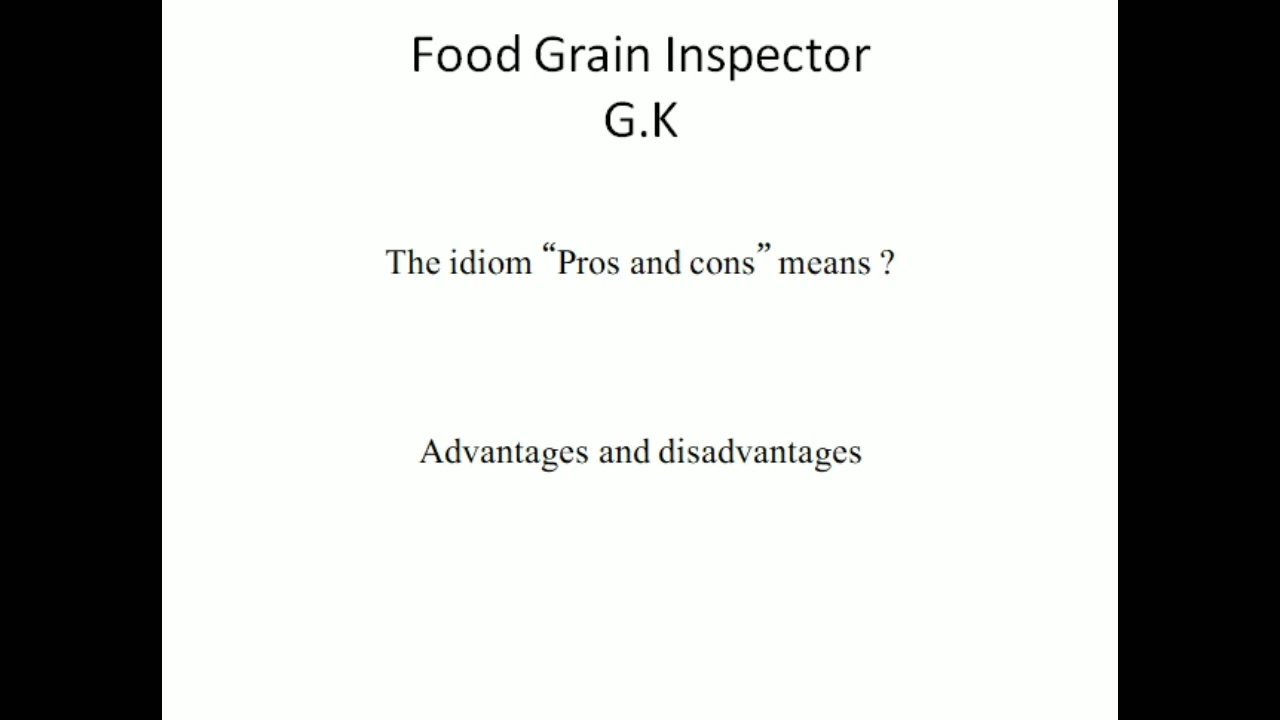 Food Grain Inspector
G.K
The idiom “Pros and cons” means ?
Advantages and disadvantages